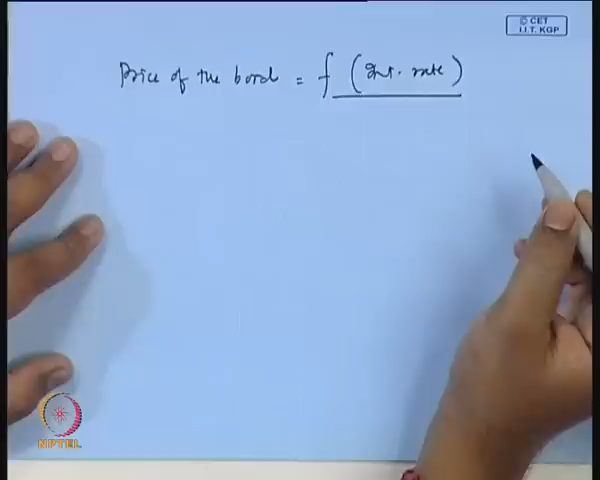 © CET
I.I.T. KGP
Price of the bond = f (Int. rate)
NPTEL